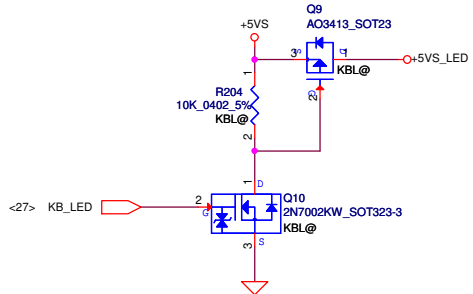 Q9
AO3413_SOT23
+5VS
3
S
D
1
+5VS_LED
KBL@
G
2
1
R204
10K_0402_5%
KBL@
2
1
D
Q10
2N7002KW_SOT323-3
KBL@
<27>
KB_LED
2
G
S
3